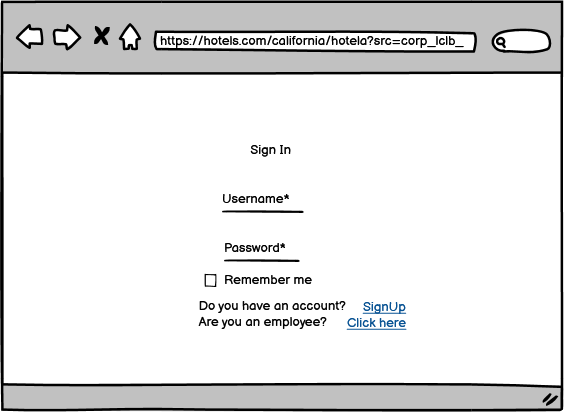 https://hotels.com/california/hotela?src=corp_lclb_
Sign In
Username*
Password*
Remember me
Do you have an account? SignUp
Are you an employee? Click here